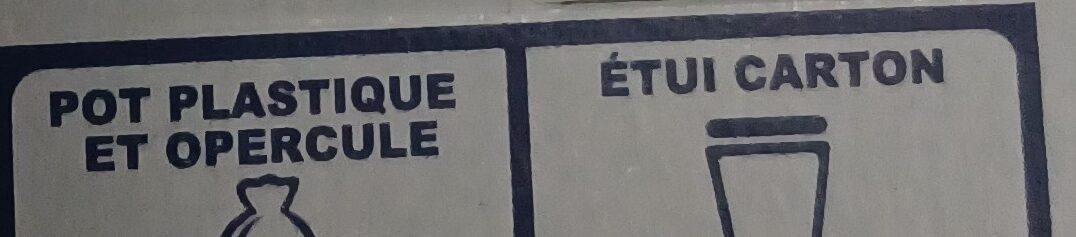 POT PLASTIQUE
ET OPERCULE
ÉTUI CARTON